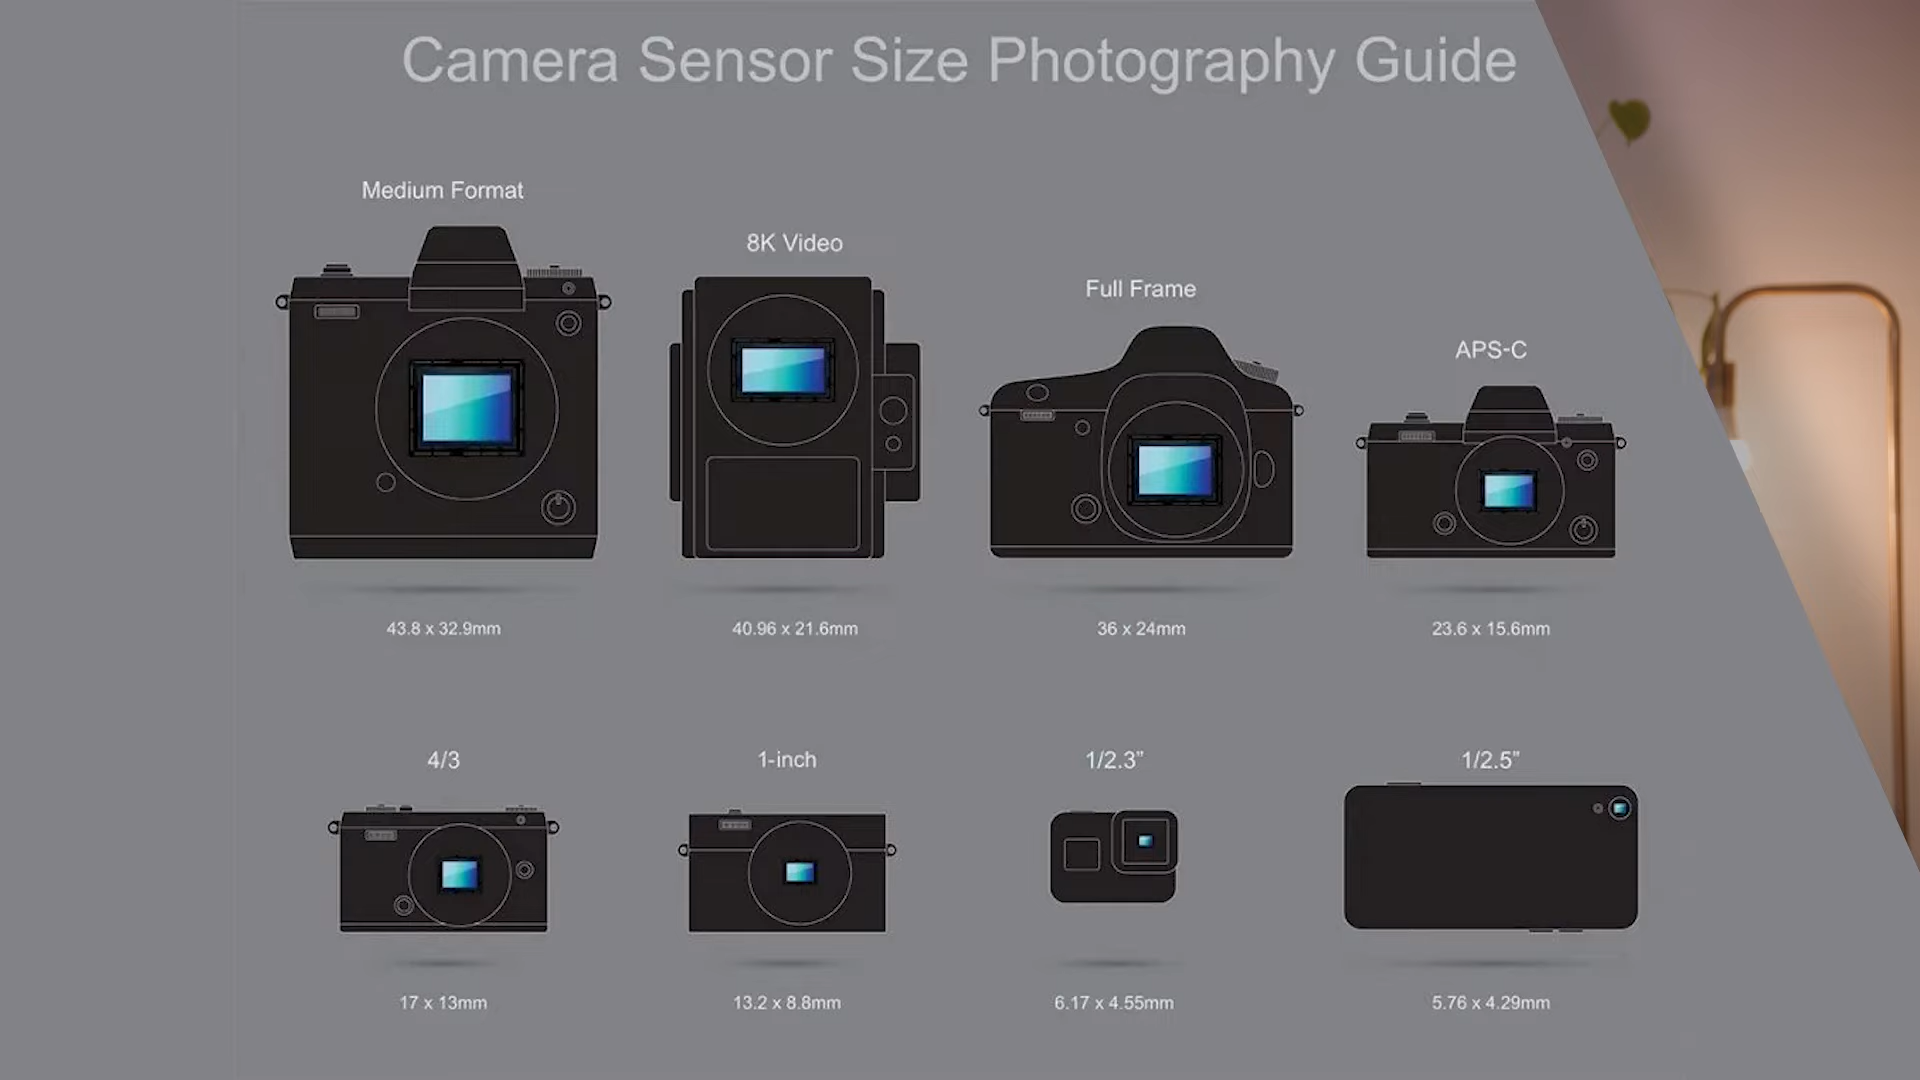 Camera Sensor Size Photography Guide
Medium Format
8K Video
Full Frame
APS-C
43.8 x 32.9mm
40.96 x 21.6mm
36 x 24mm
23.6 x 15.6mm
4/3
1-inch
1/2.3”
1/2.5”
17 x 13mm
13.2 x 8.8mm
6.17 x 4.55mm
5.76 x 4.29mm